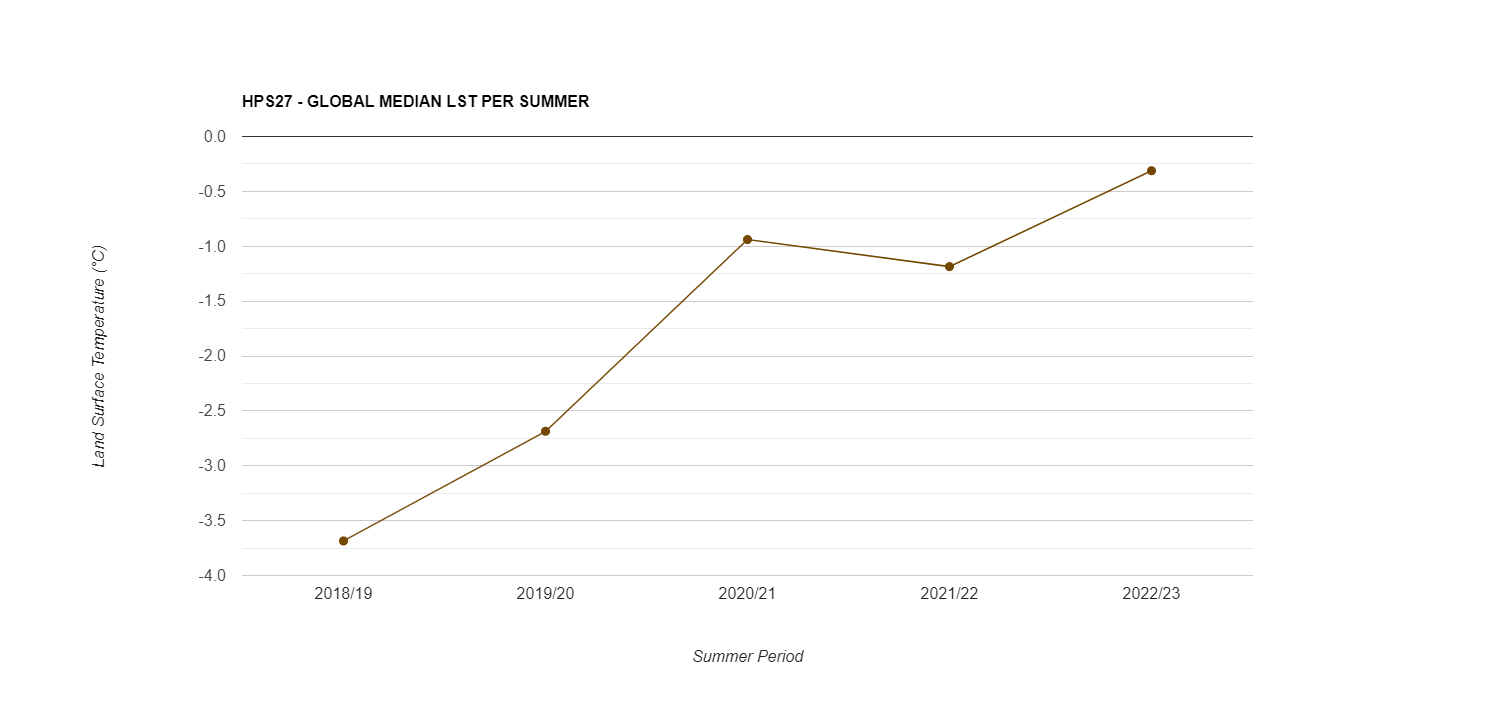 HPS27 - GLOBAL MEDIAN LST PER SUMMER
0.0
-0.5
-1.0
-1.5
-2.0
-2.5
-3.0
-3.5
-4.0
Land Surface Temperature (°C)
2018/19 2019/20 2020/21 2021/22 2022/23
Summer Period